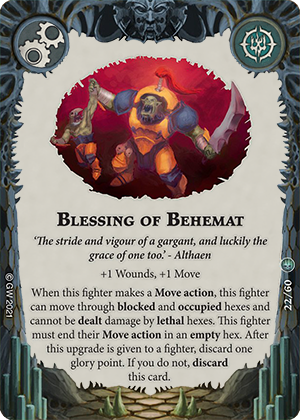 BLESSING OF BEHEMAT
'The stride and vigour of a gargant, and luckily the
grace of one too.' - Althaen
+1 Wounds, +1 Move
When this fighter makes a Move action, this fighter
can move through blocked and occupied hexes and
cannot be dealt damage by lethal hexes. This fighter
must end their Move action in an empty hex. After
this upgrade is given to a fighter, discard one
glory point. If you do not, discard
this card.
© GW 2021
22/60